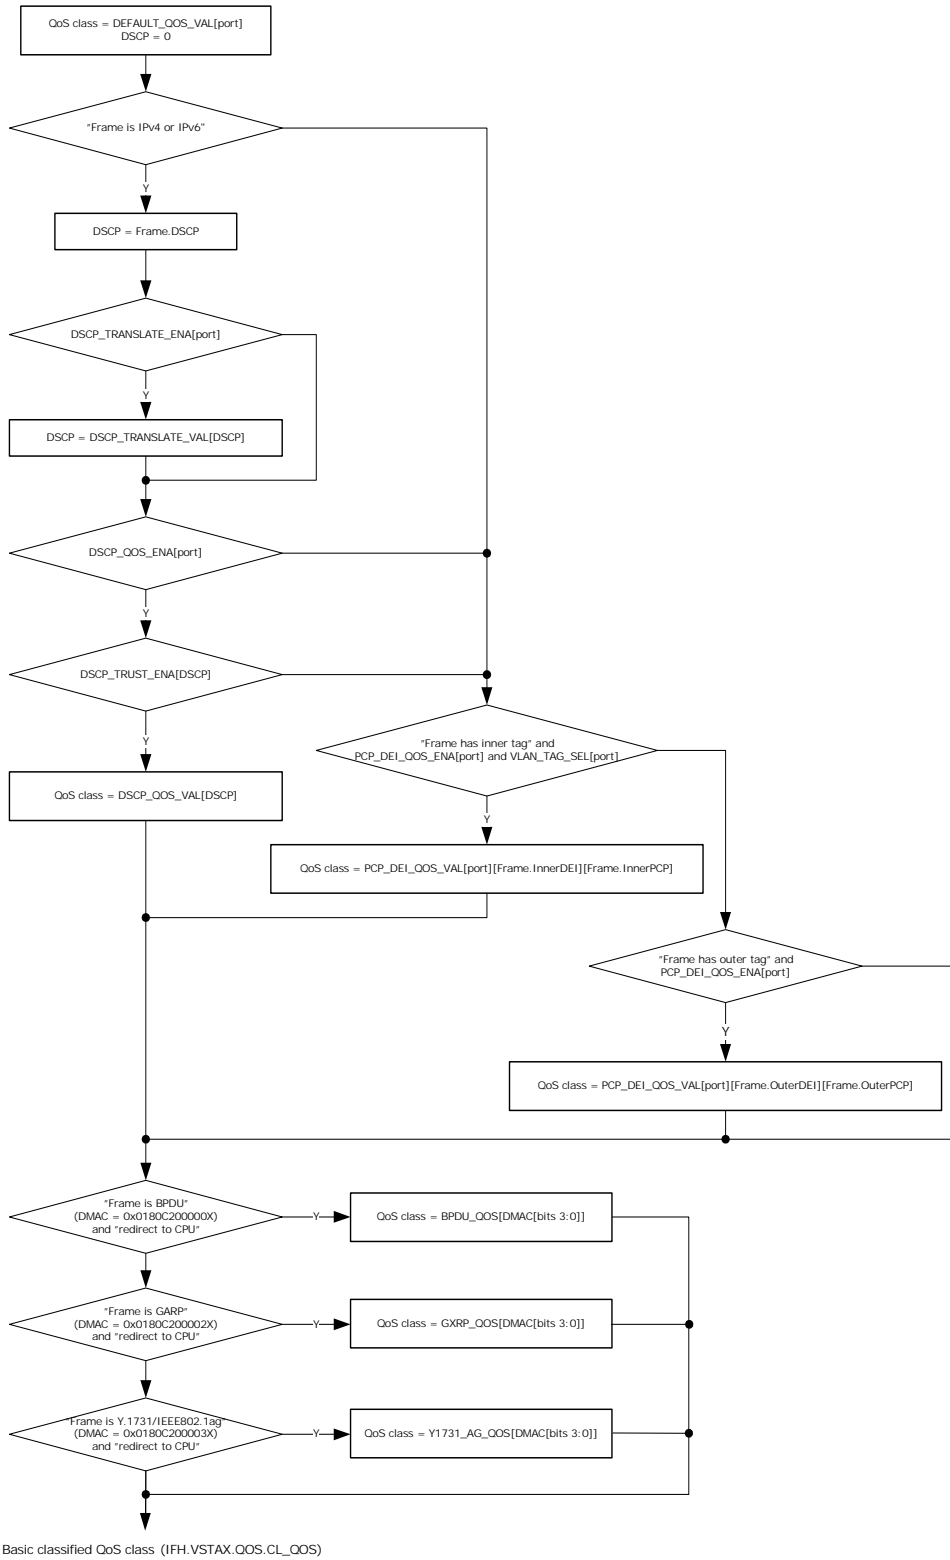 QoS class = DEFAULT_QOS_VAL[port]
DSCP = 0
"Frame is IPv4 or IPv6"
Y
DSCP = Frame.DSCP
DSCP_TRANSLATE_ENA[port]
Y
DSCP = DSCP_TRANSLATE_VAL[DSCP]
DSCP_QOS_ENA[port]
Y
DSCP_TRUST_ENA[DSCP]
Y
QoS class = DSCP_QOS_VAL[DSCP]
"Frame has inner tag" and
PCP_DEI_QOS_ENA[port] and VLAN_TAG_SEL[port]
Y
QoS class = PCP_DEI_QOS_VAL[port][Frame.InnerDEI][Frame.InnerPCP]
"Frame has outer tag" and
PCP_DEI_QOS_ENA[port]
Y
QoS class = PCP_DEI_QOS_VAL[port][Frame.OuterDEI][Frame.OuterPCP]
"Frame is BPDU"
(DMAC = 0x0180C200000X)
and "redirect to CPU"
Y
QoS class = BPDU_QOS[DMAC[bits 3:0]]
"Frame is GARP"
(DMAC = 0x0180C200002X)
and "redirect to CPU"
Y
QoS class = GXRP_QOS[DMAC[bits 3:0]]
"Frame is Y.1731/IEEE802.1ag"
(DMAC = 0x0180C200003X)
and "redirect to CPU"
Y
QoS class = Y1731_AG_QOS[DMAC[bits 3:0]]
Basic classified QoS class (IFH.VSTAX.QOS.CL_QOS)